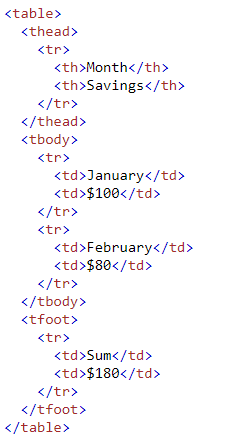 <table>
  <thead>
    <tr>
      <th>Month</th>
      <th>Savings</th>
    </tr>
  </thead>
  <tbody>
    <tr>
      <td>January</td>
      <td>$100</td>
    </tr>
    <tr>
      <td>February</td>
      <td>$80</td>
    </tr>
  </tbody>
  <tfoot>
    <tr>
      <td>Sum</td>
      <td>$180</td>
    </tr>
  </tfoot>
</table>